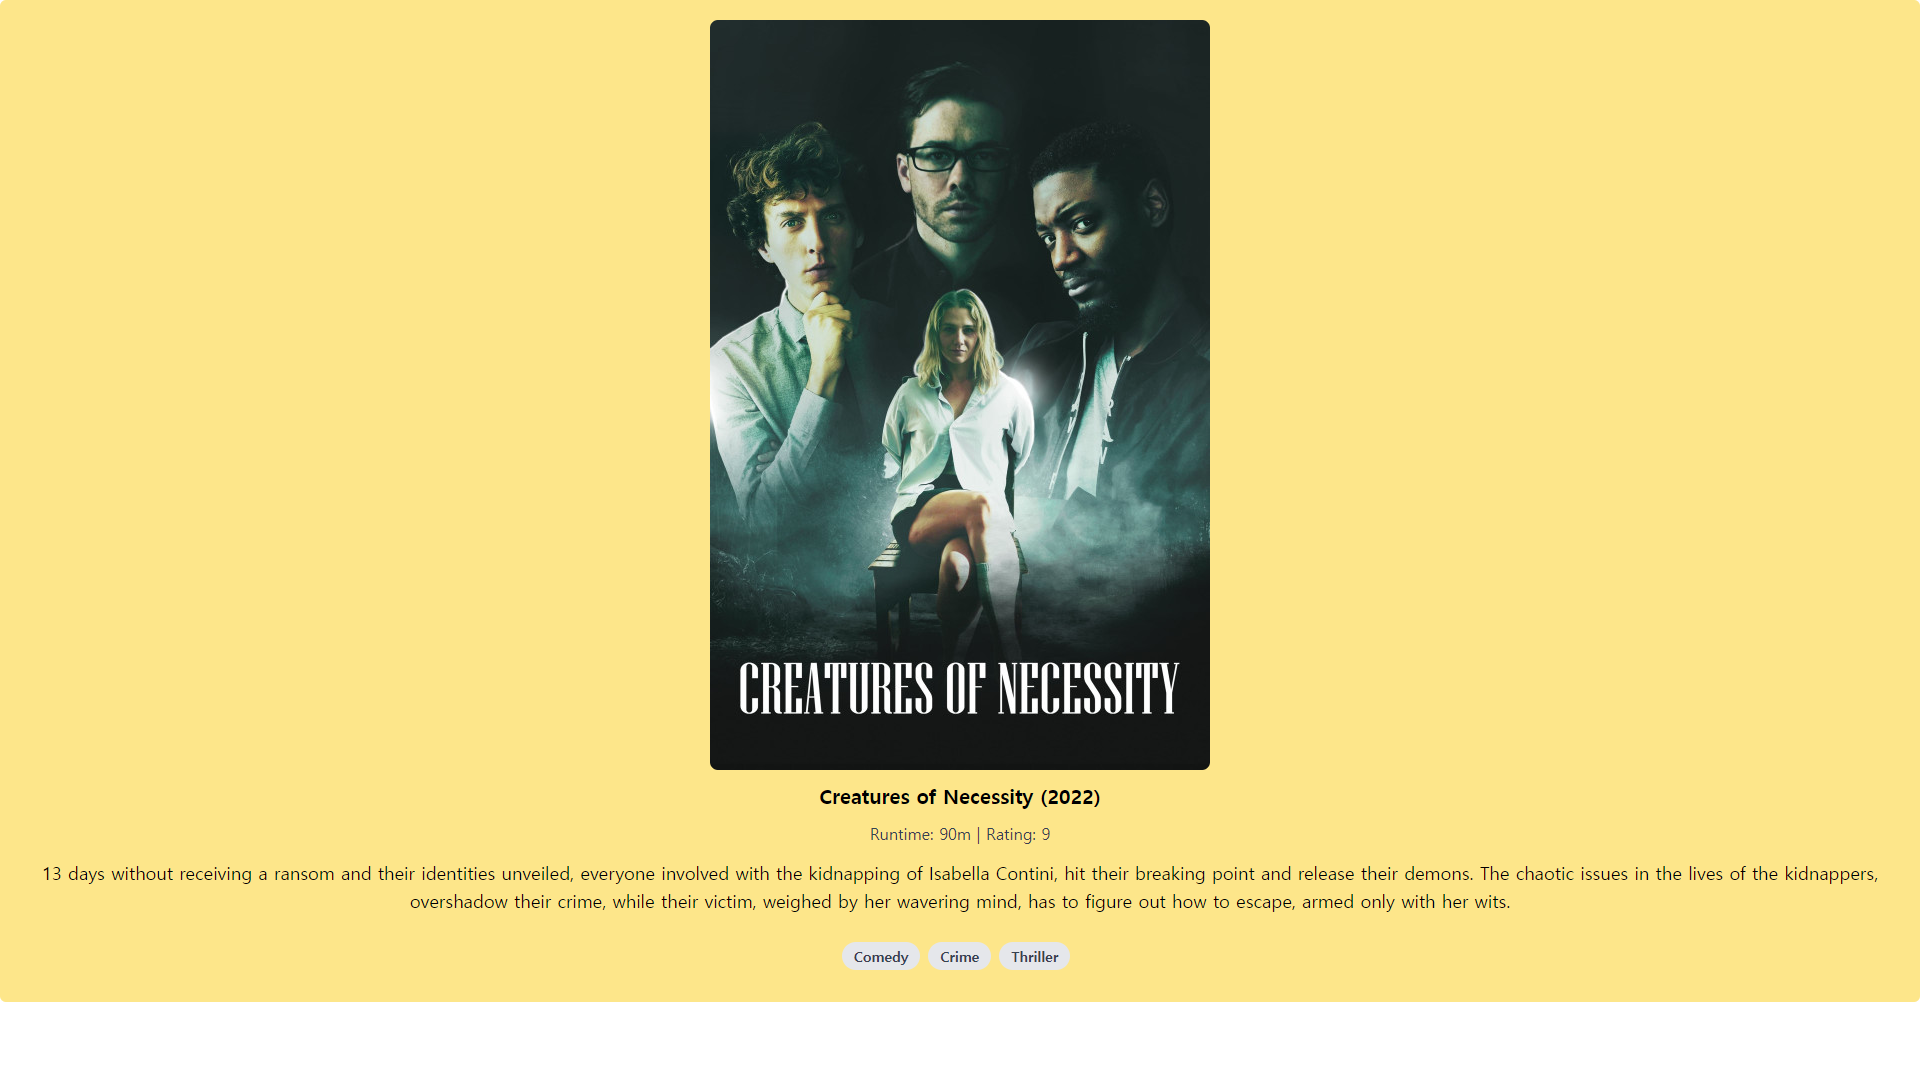 CREATURES OF NECESSITY
Creatures of Necessity (2022)
Runtime: 90m | Rating: 9
13 days without receiving a ransom and their identities unveiled, everyone involved with the kidnapping of Isabella Contini, hit their breaking point and release their demons. The chaotic issues in the lives of the kidnappers,
overshadow their crime, while their victim, weighed by her wavering mind, has to figure out how to escape, armed only with her wits.
Comedy Crime Thriller